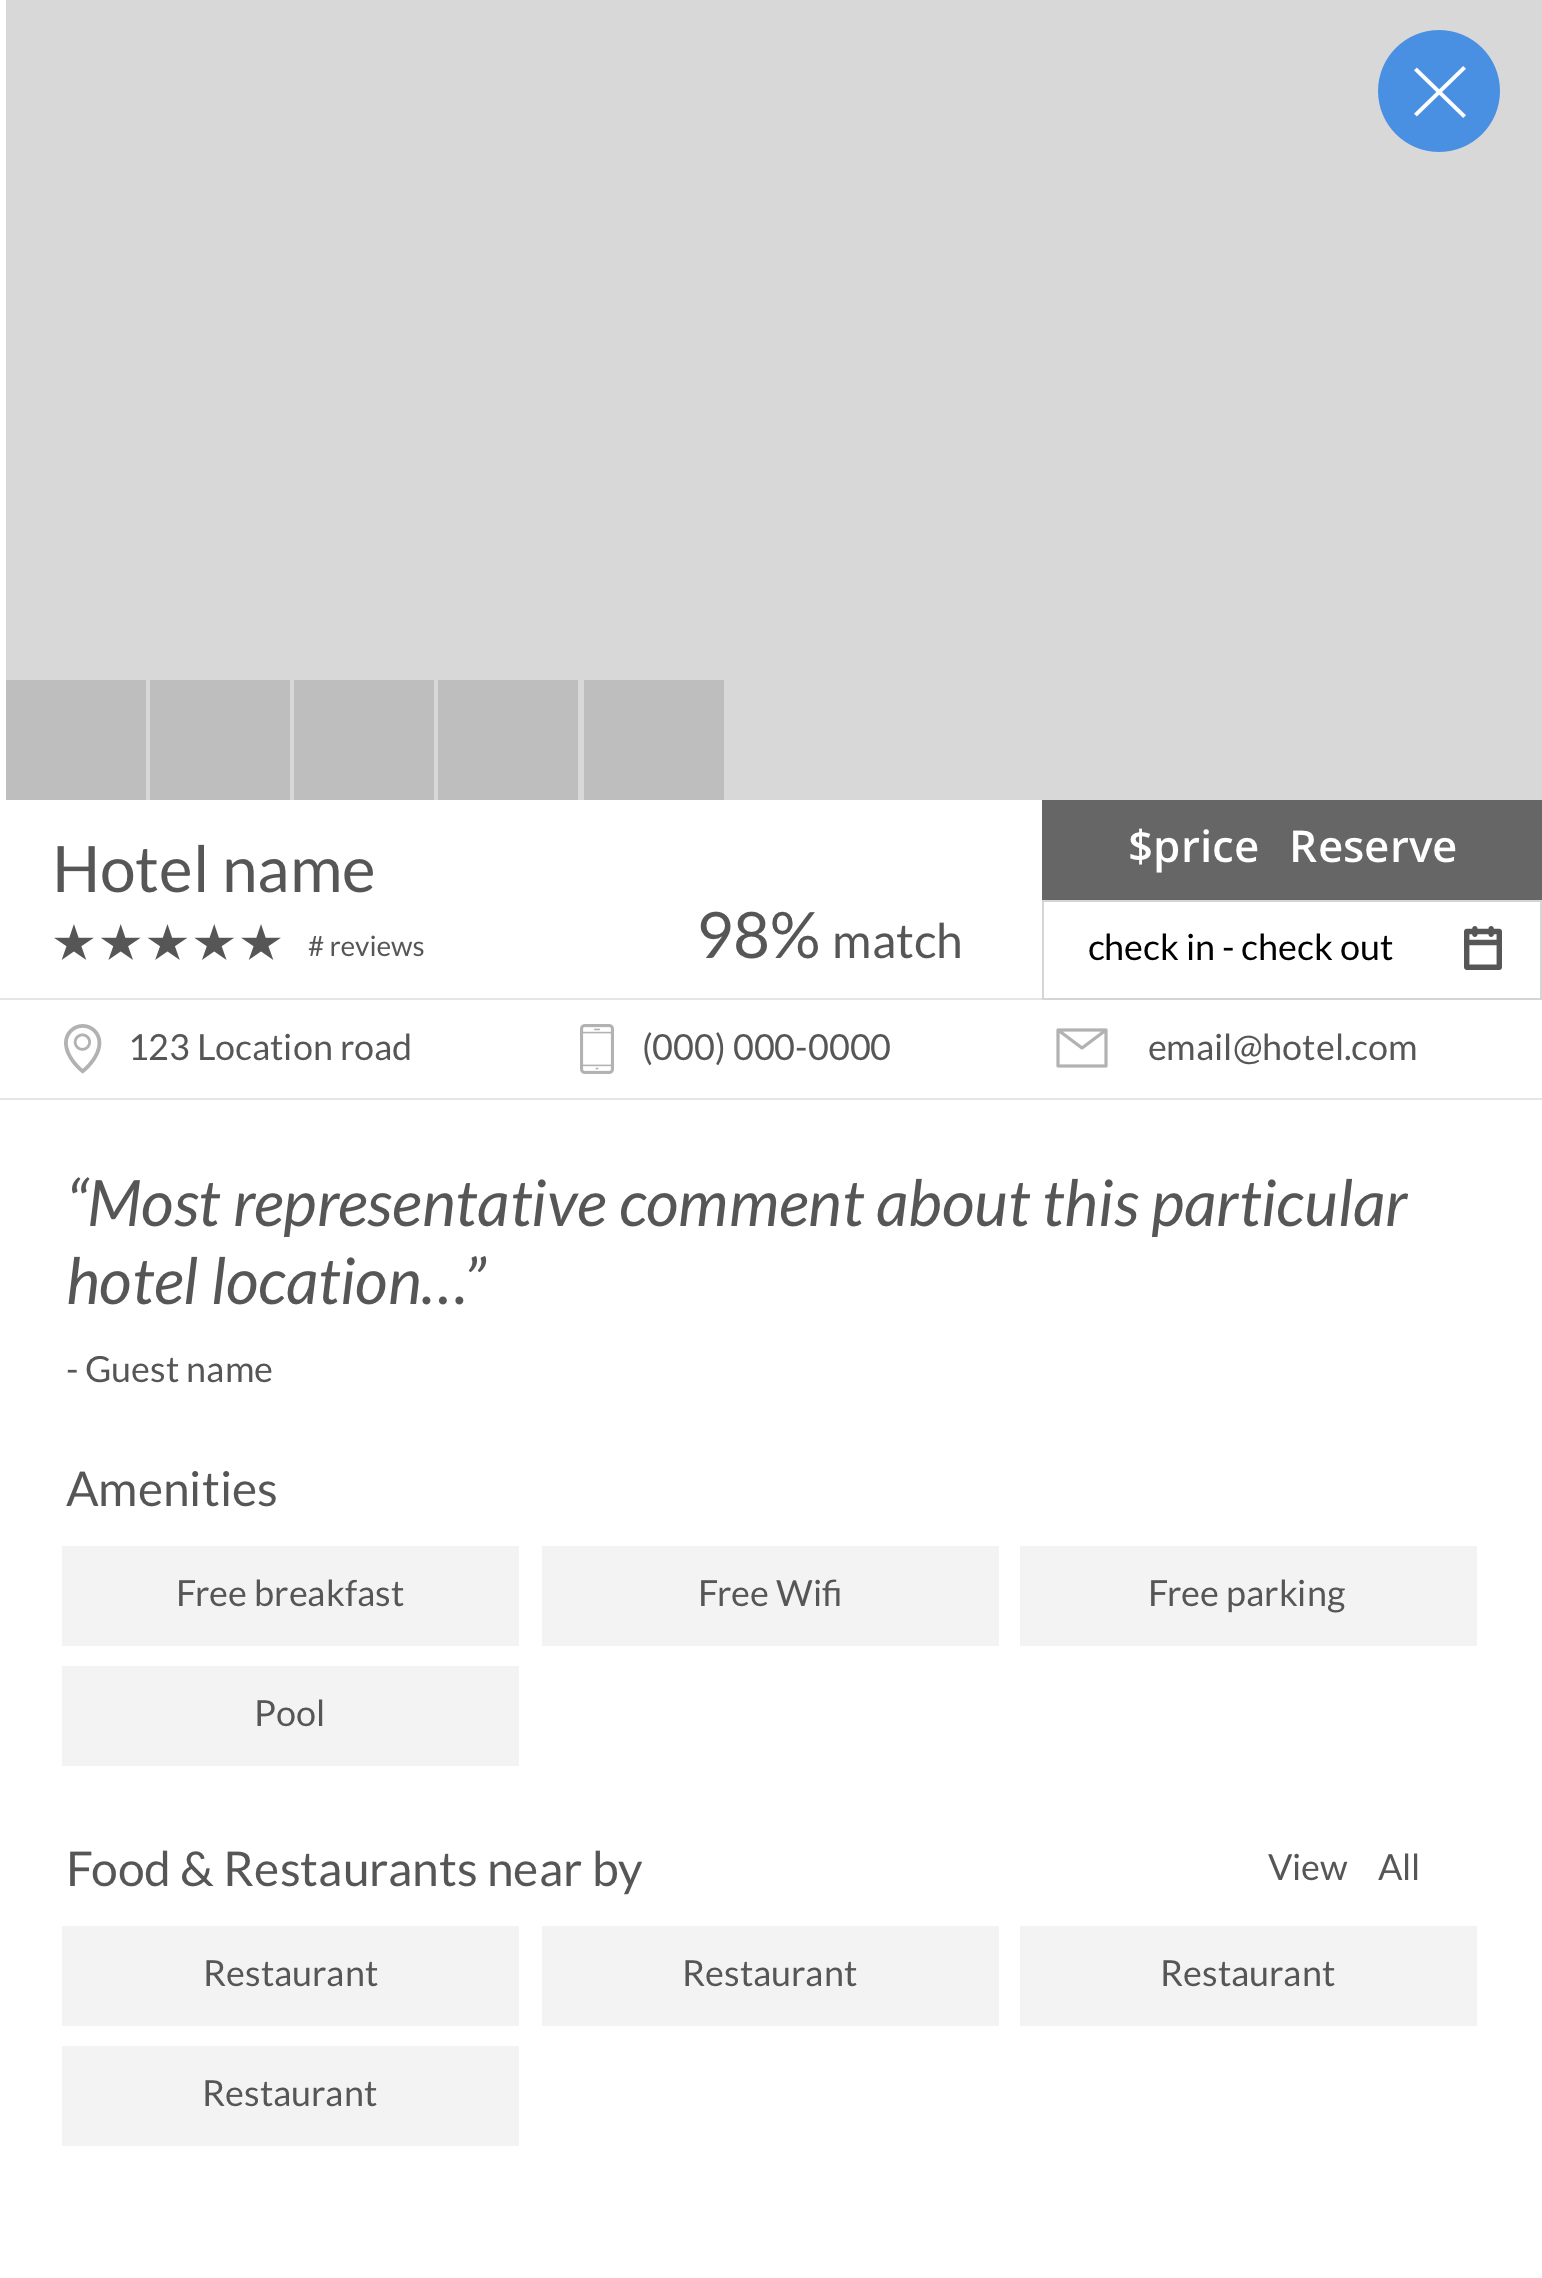 $price Reserve
Hotel name
# reviews
98% match
check in - check out
123 Location road
(000) 000-0000
email@hotel.com
“Most representative comment about this particular
hotel location...”
- Guest name
Amenities
Free breakfast
Free Wifi
Free parking
Pool
Food & Restaurants near by
View All
Restaurant
Restaurant
Restaurant
Restaurant